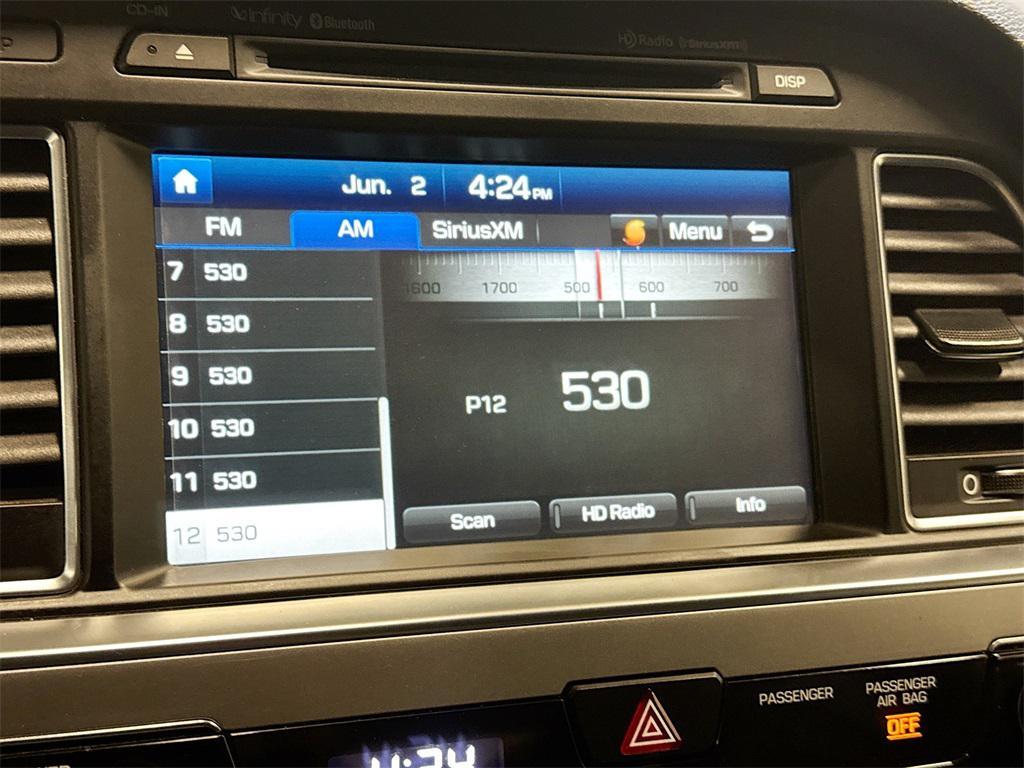 CD-IN
infinity Bluetooth
HD Radio SiriusXM
DISP
Jun. 2 4:24 PM
FM AM SiriusXM Menu
1600 1700 500 600 700
7 530
8 530
9 530
10 530
11 530
12 530
P12 530
Scan HD Radio Info
PASSENGER
PASSENGER
AIR BAG
OFF